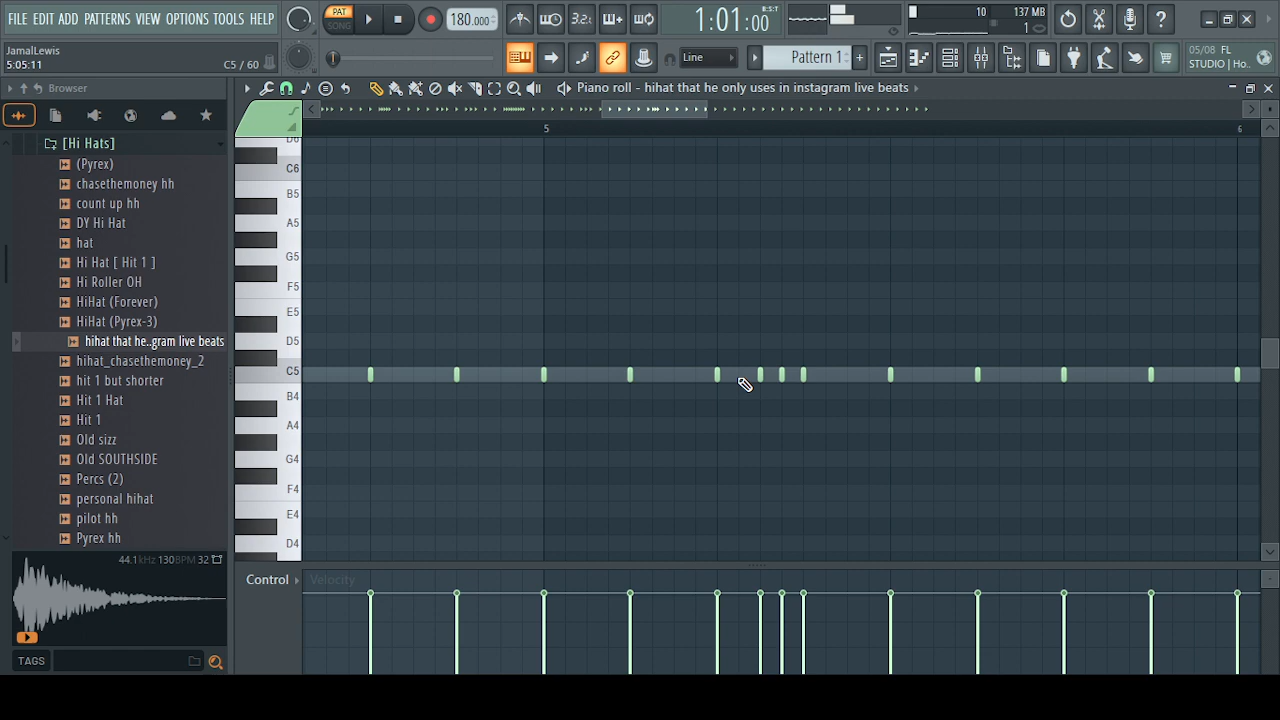 FILE EDIT ADD PATTERNS VIEW OPTIONS TOOLS HELP
PAT
SONG
180.000
3.2
1:01:00
B:S:T
10
137 MB
1
JamalLewis
5:05:11
C5 / 60
Line
Pattern 1
05/08 FL
STUDIO | Ho..
Browser
Piano roll - hihat that he only uses in instagram live beats
[Hi Hats]
(Pyrex)
chasethemoney hh
count up hh
DY Hi Hat
hat
Hi Hat [ Hit 1 ]
Hi Roller OH
HiHat (Forever)
HiHat (Pyrex-3)
hihat that he..gram live beats
hihat_chasethemoney_2
hit 1 but shorter
Hit 1 Hat
Hit 1
Old sizz
Old SOUTHSIDE
Percs (2)
personal hihat
pilot hh
Pyrex hh
44.1kHz 130BPM 32
TAGS
5
6
D6
C6
B5
A5
G5
F5
E5
D5
C5
B4
A4
G4
F4
E4
D4
Control
Velocity